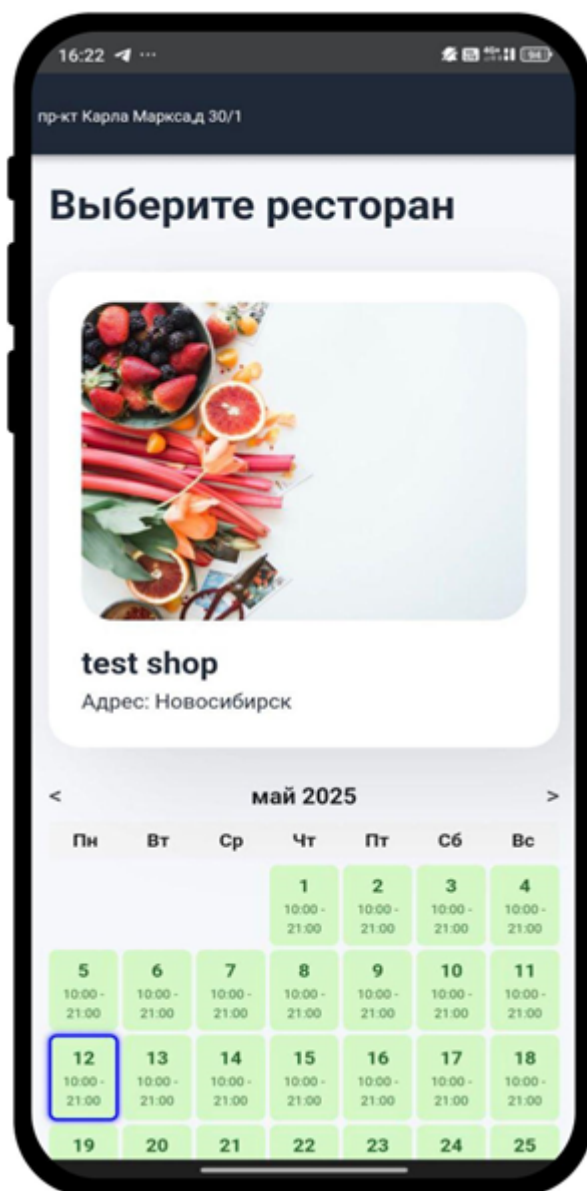 16:22
94
пр-кт Карла Маркса,д 30/1
Выберите ресторан
test shop
Адрес: Новосибирск
< май 2025 >
Пн Вт Ср Чт Пт Сб Вс
1 2 3 4
10:00 - 10:00 - 10:00 - 10:00 -
21:00 21:00 21:00 21:00
5 6 7 8 9 10 11
10:00 - 10:00 - 10:00 - 10:00 - 10:00 - 10:00 - 10:00 -
21:00 21:00 21:00 21:00 21:00 21:00 21:00
12 13 14 15 16 17 18
10:00 - 10:00 - 10:00 - 10:00 - 10:00 - 10:00 - 10:00 -
21:00 21:00 21:00 21:00 21:00 21:00 21:00
19 20 21 22 23 24 25